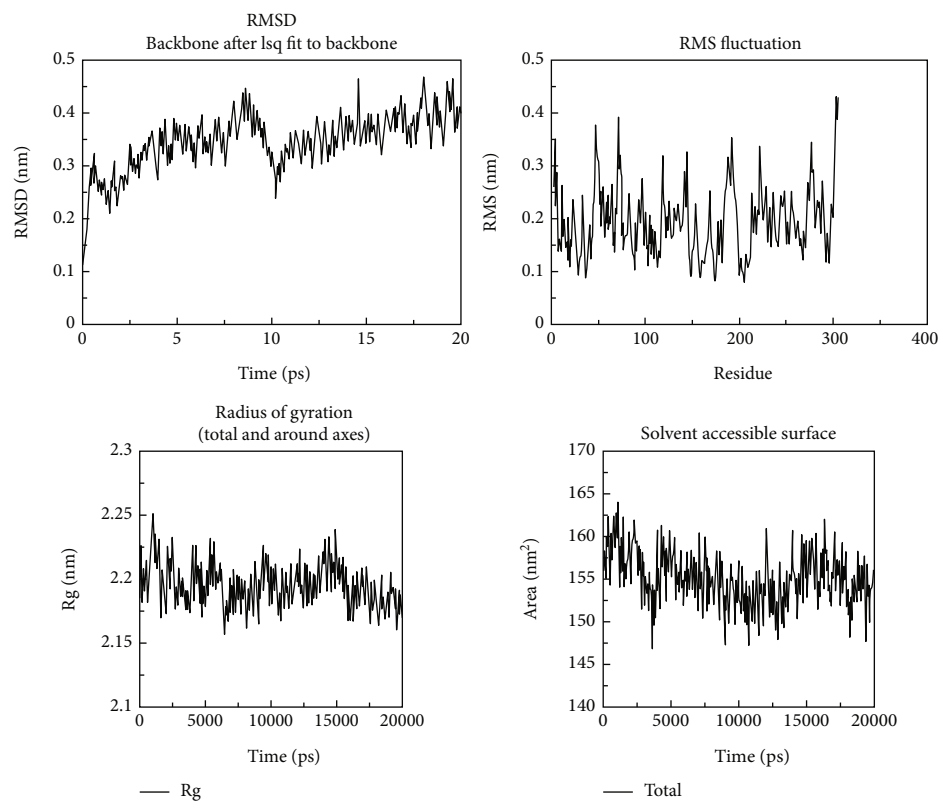 RMSD
Backbone after lsq fit to backbone
RMSD (nm)
0.5
0.4
0.3
0.2
0.1
0
0 5 10 15 20
Time (ps)
RMS fluctuation
RMS (nm)
0.5
0.4
0.3
0.2
0.1
0
0 100 200 300 400
Residue
Radius of gyration
(total and around axes)
Rg (nm)
2.3
2.25
2.2
2.15
2.1
0 5000 10000 15000 20000
Time (ps)
Rg
Solvent accessible surface
Area (nm²)
170
165
160
155
150
145
140
0 5000 10000 15000 20000
Time (ps)
Total